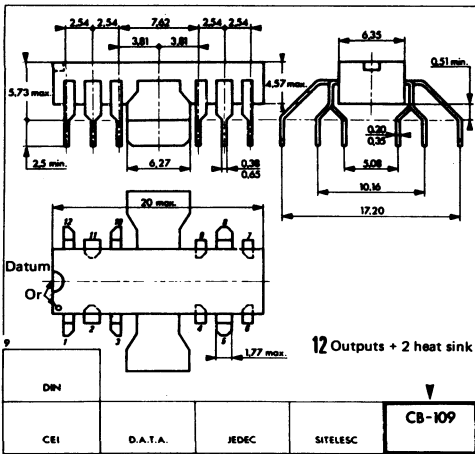 2,54 2,54 7,62 2,54 2,54
3,81 3,81
6,35
0,51 min.
5,73 max.
4,57 max.
2,5 min.
6,27
0,38
0,65
0,20
0,35
5,08
10,16
17,20
20 max.
12 11 10 9 8 7
Datum
Or
1 2 3 4 5 6
1,77 max.
12 Outputs + 2 heat sink
9
DIN
CEI
D.A.T.A.
JEDEC
SITELESC
CB-109